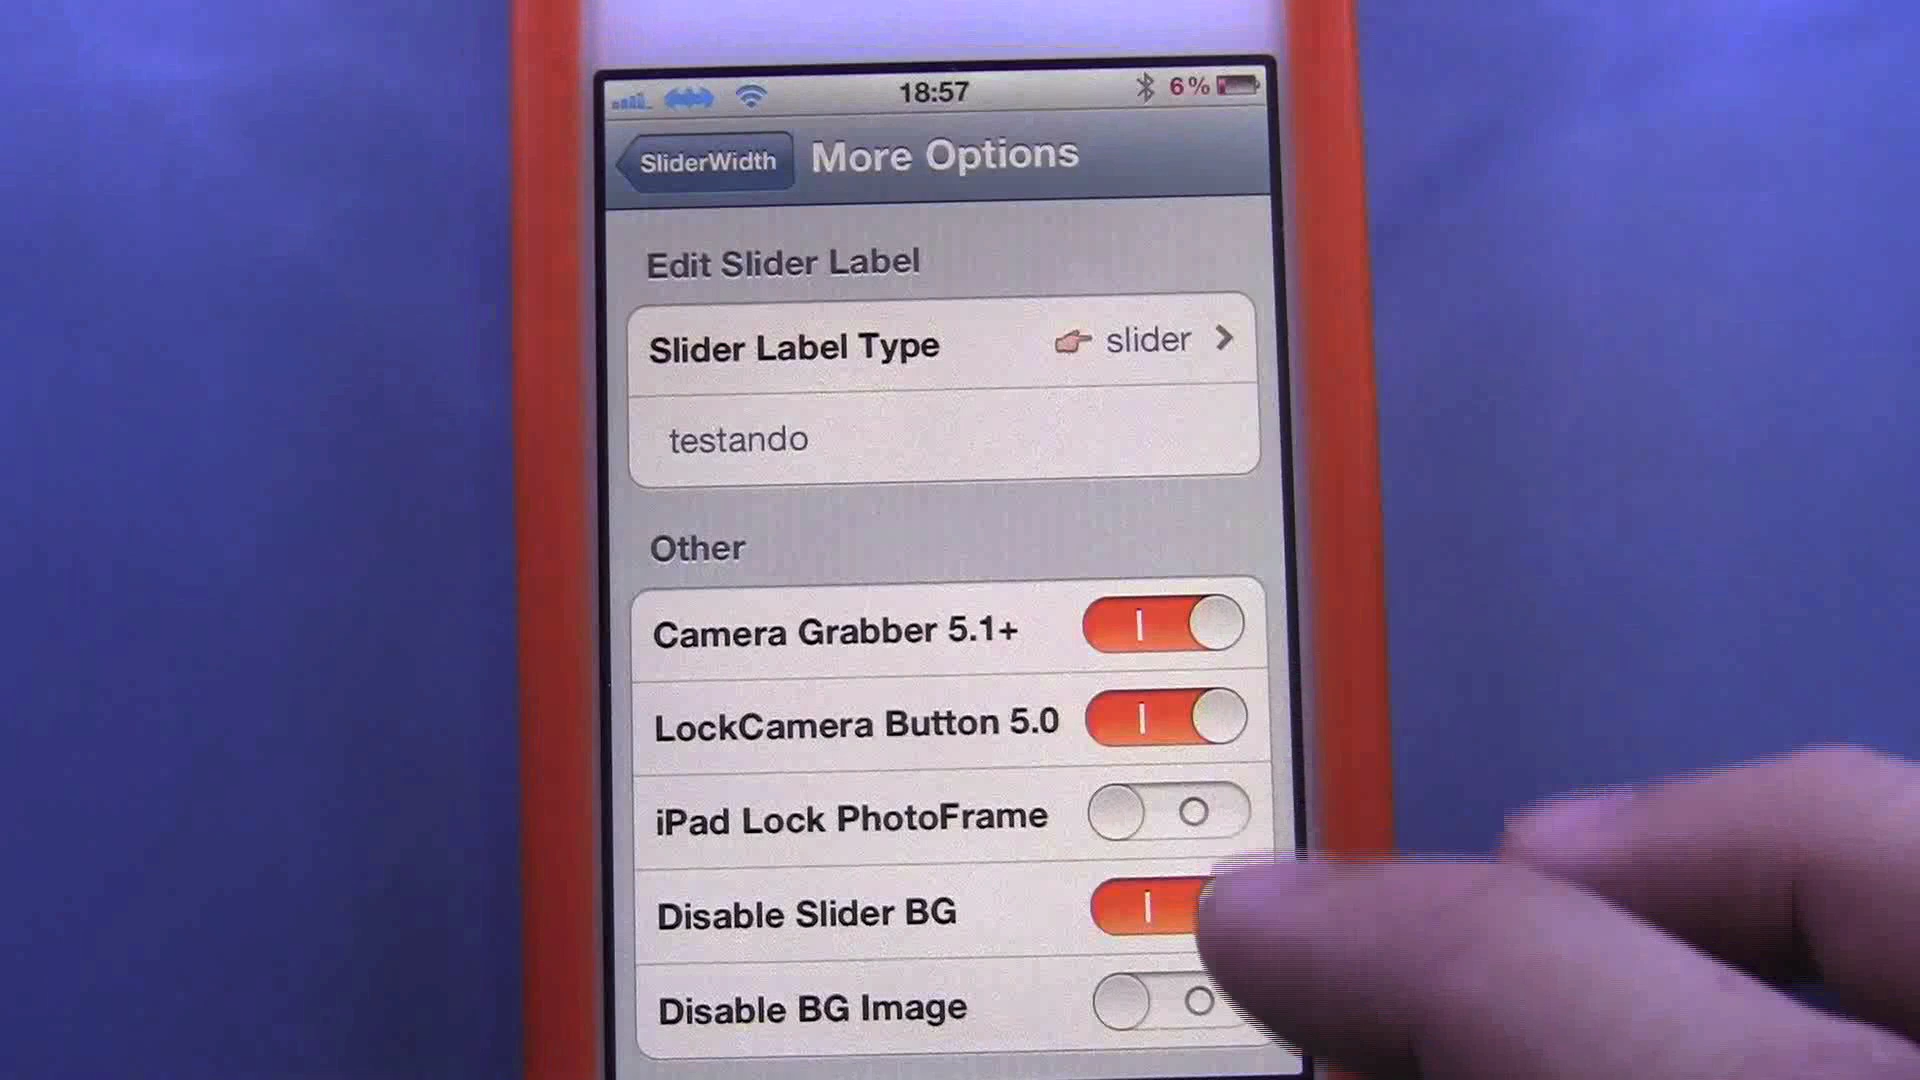 18:57 6%
SliderWidth More Options
Edit Slider Label
Slider Label Type 👉 slider
testando
Other
Camera Grabber 5.1+
LockCamera Button 5.0
iPad Lock PhotoFrame
Disable Slider BG
Disable BG Image